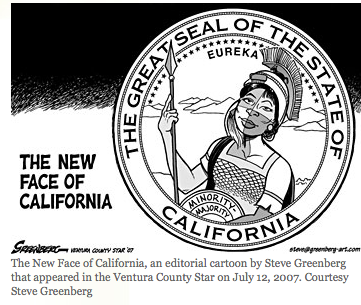 THE GREAT SEAL OF THE STATE OF
EUREKA
THE NEW
FACE OF
CALIFORNIA
MINORITY
MAJORITY
CALIFORNIA
GREENBERG VENTURA COUNTY STAR '07
steve@greenberg-art.com
The New Face of California, an editorial cartoon by Steve Greenberg
that appeared in the Ventura County Star on July 12, 2007. Courtesy
Steve Greenberg